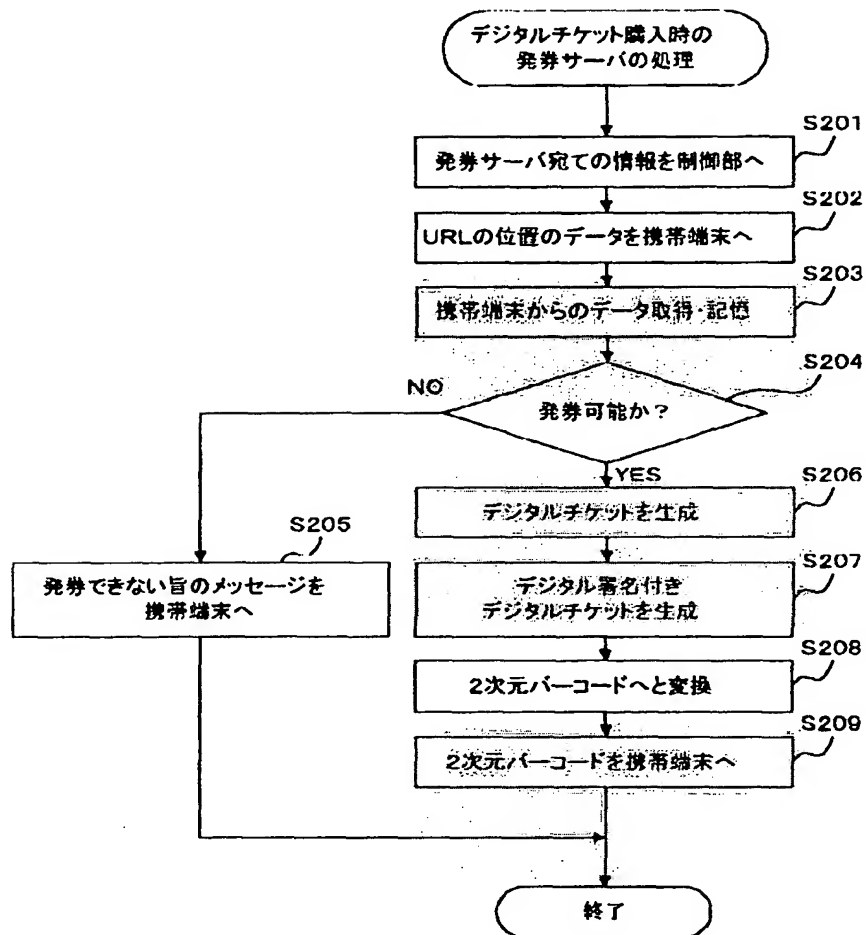 デジタルチケット購入時の
発券サーバの処理
S201
発券サーバ宛ての情報を制御部へ
S202
URLの位置のデータを携帯端末へ
S203
携帯端末からのデータ取得・記憶
S204
発券可能か？
NO
YES
S205
発券できない旨のメッセージを
携帯端末へ
S206
デジタルチケットを生成
S207
デジタル署名付き
デジタルチケットを生成
S208
2次元バーコードへと変換
S209
2次元バーコードを携帯端末へ
終了